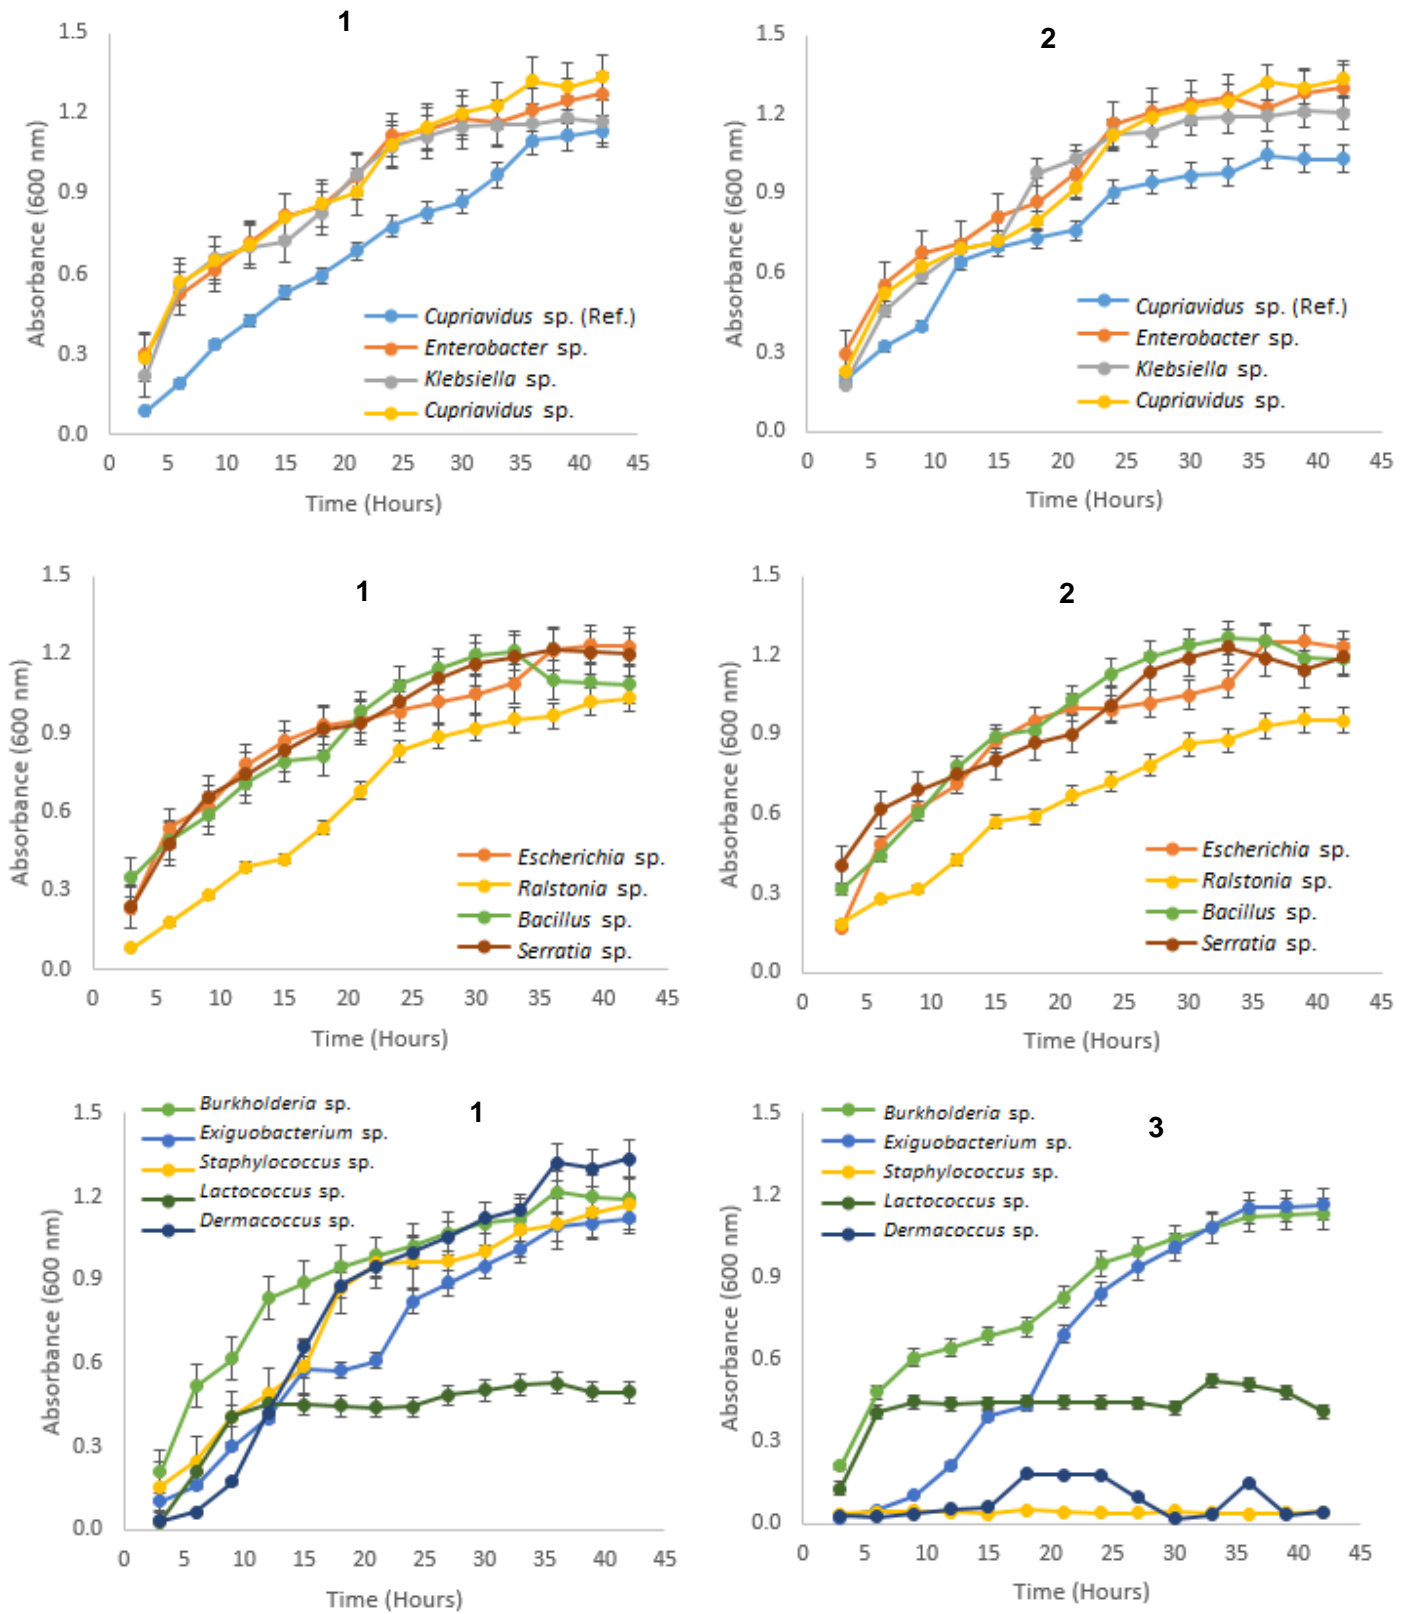 1
1.5
1.2
0.9
0.6
0.3
0.0
Absorbance (600 nm)
Cupriavidus sp. (Ref.)
Enterobacter sp.
Klebsiella sp.
Cupriavidus sp.
0 5 10 15 20 25 30 35 40 45
Time (Hours)
2
1.5
1.2
0.9
0.6
0.3
0.0
Absorbance (600 nm)
Cupriavidus sp. (Ref.)
Enterobacter sp.
Klebsiella sp.
Cupriavidus sp.
0 5 10 15 20 25 30 35 40 45
Time (Hours)
1
1.5
1.2
0.9
0.6
0.3
0.0
Absorbance (600 nm)
Escherichia sp.
Ralstonia sp.
Bacillus sp.
Serratia sp.
0 5 10 15 20 25 30 35 40 45
Time (Hours)
2
1.5
1.2
0.9
0.6
0.3
0.0
Absorbance (600 nm)
Escherichia sp.
Ralstonia sp.
Bacillus sp.
Serratia sp.
0 5 10 15 20 25 30 35 40 45
Time (Hours)
1
Burkholderia sp.
Exiguobacterium sp.
Staphylococcus sp.
Lactococcus sp.
Dermacoccus sp.
1.5
1.2
0.9
0.6
0.3
0.0
Absorbance (600 nm)
0 5 10 15 20 25 30 35 40 45
Time (Hours)
3
Burkholderia sp.
Exiguobacterium sp.
Staphylococcus sp.
Lactococcus sp.
Dermacoccus sp.
1.5
1.2
0.9
0.6
0.3
0.0
Absorbance (600 nm)
0 5 10 15 20 25 30 35 40 45
Time (Hours)